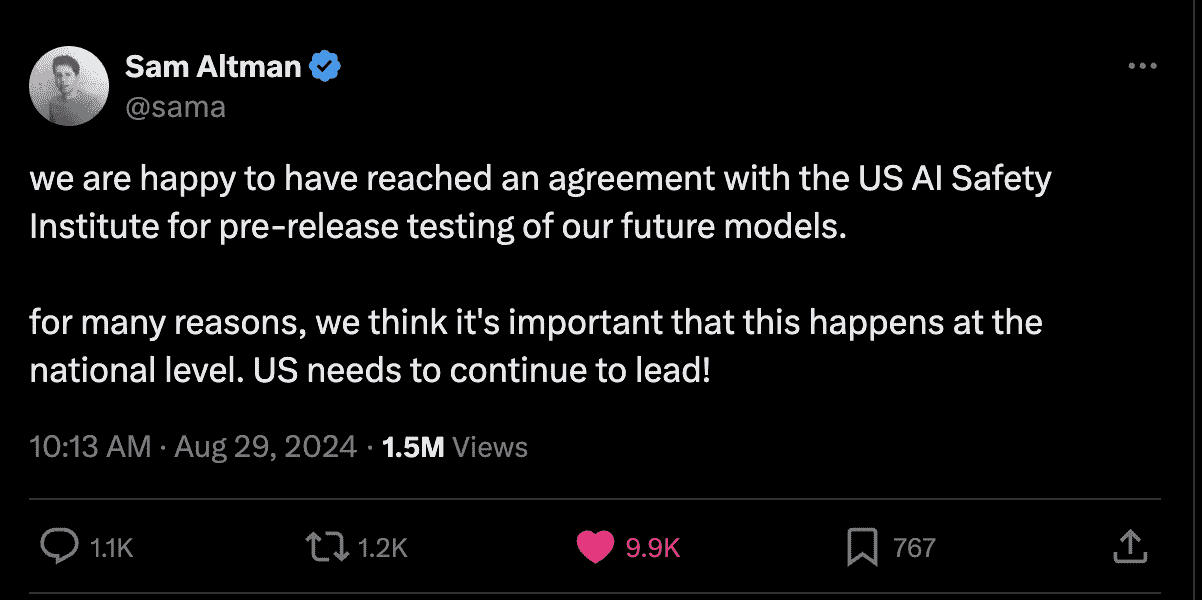 Sam Altman
@sama
we are happy to have reached an agreement with the US AI Safety
Institute for pre-release testing of our future models.
for many reasons, we think it's important that this happens at the
national level. US needs to continue to lead!
10:13 AM · Aug 29, 2024 · 1.5M Views
1.1K 1.2K 9.9K 767